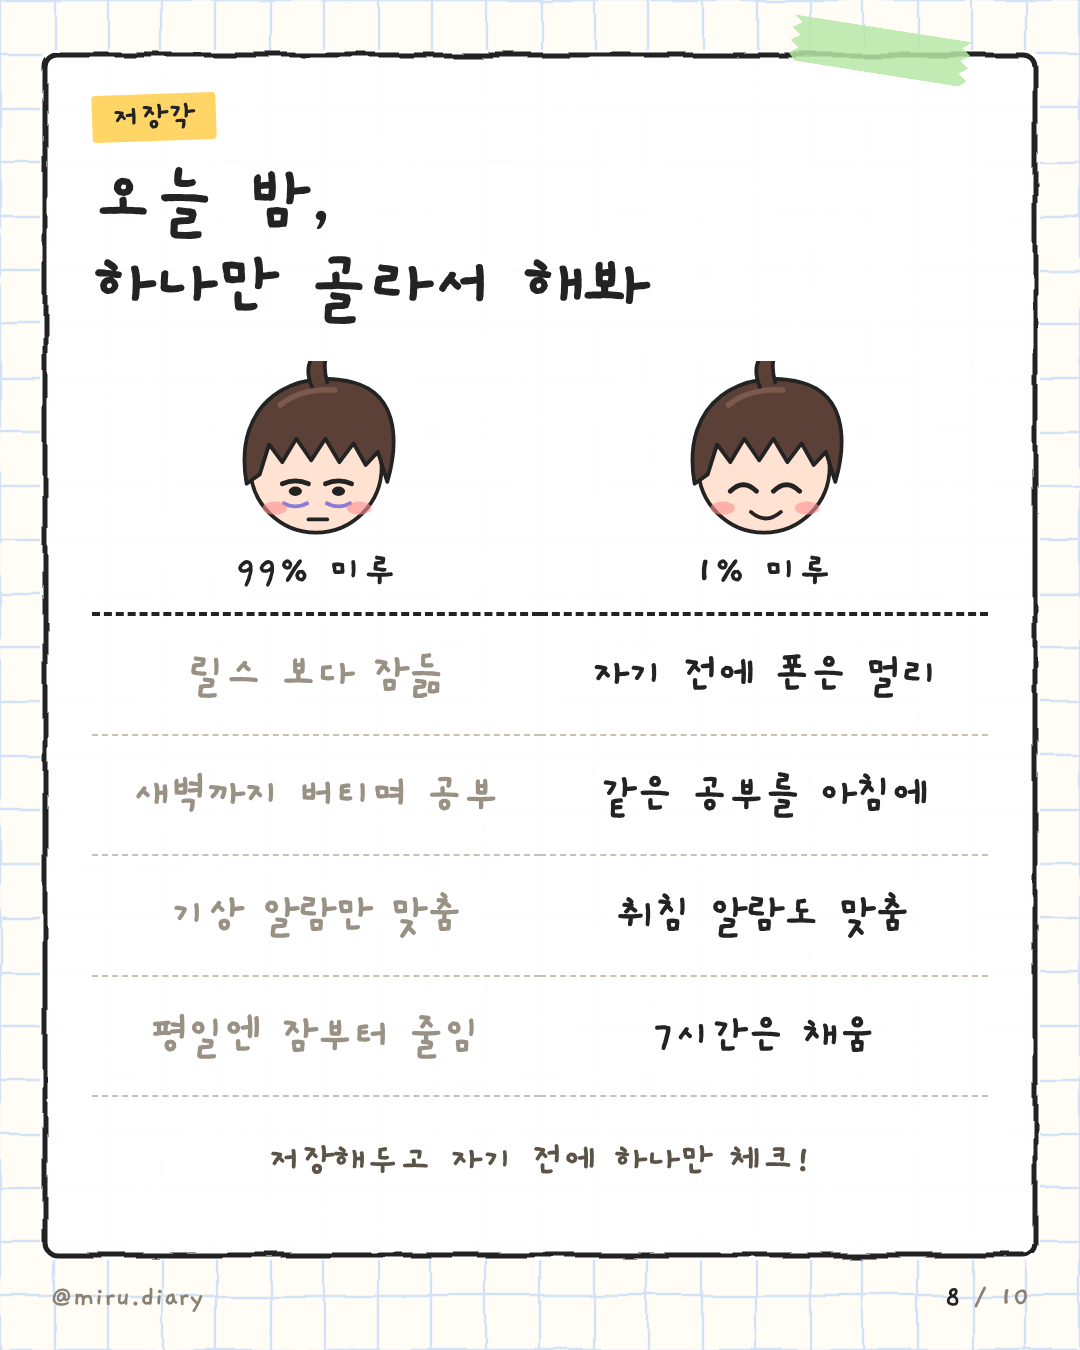 저장각
오늘 밤,
하나만 골라서 해봐
99% 미루
1% 미루
릴스 보다 잠듦
자기 전에 폰은 멀리
새벽까지 버티며 공부
같은 공부를 아침에
기상 알람만 맞춤
취침 알람도 맞춤
평일엔 잠부터 줄임
7시간은 채움
저장해두고 자기 전에 하나만 체크!
@miru.diary
8 / 10